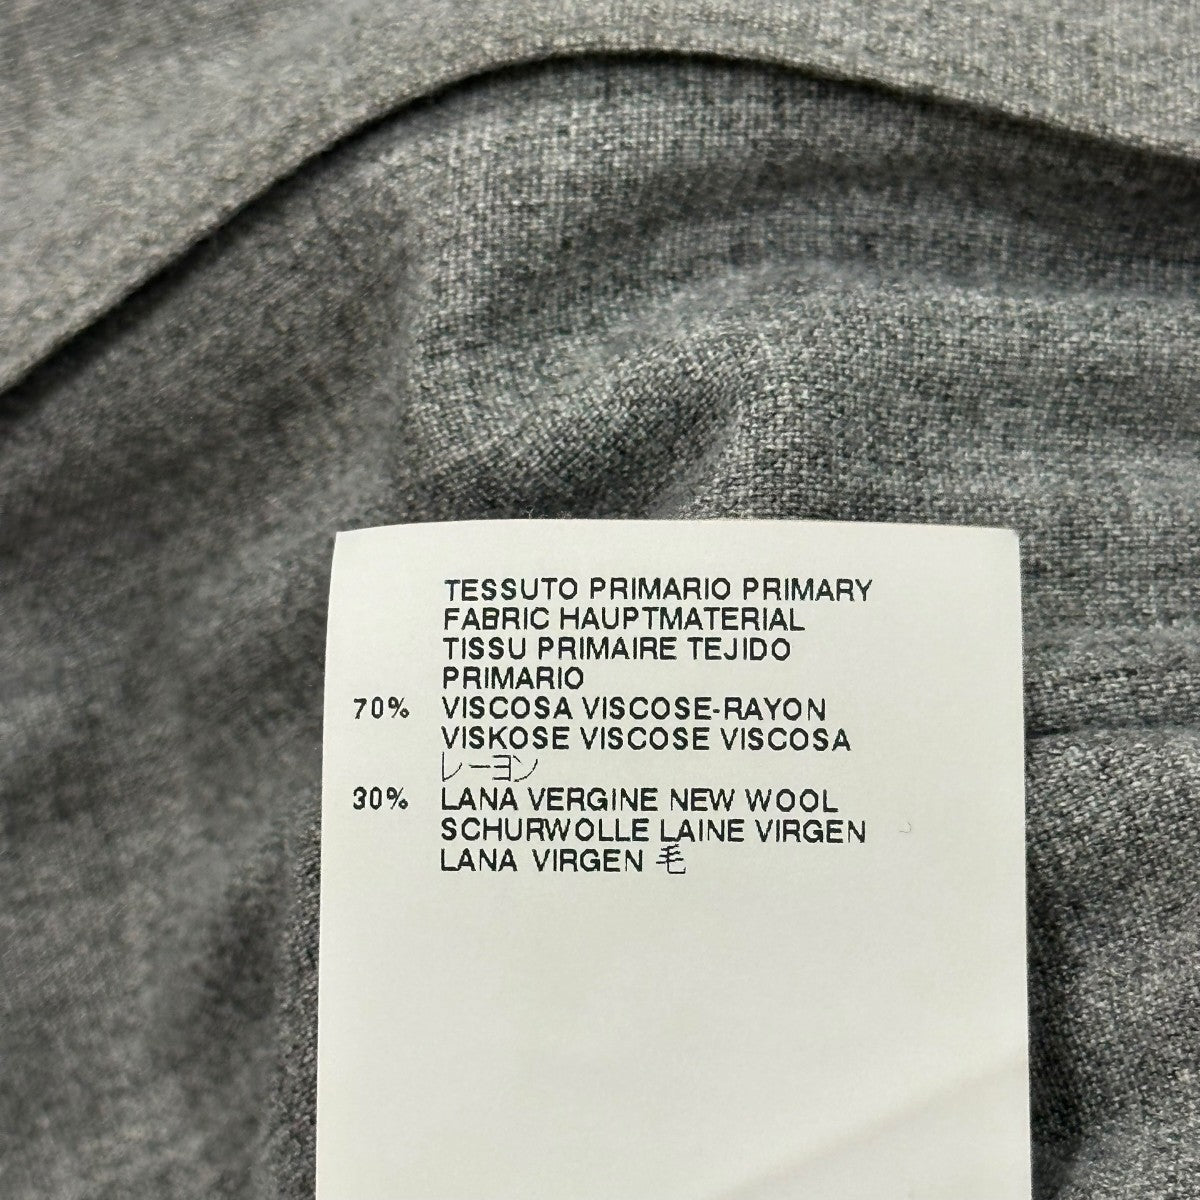 TESSUTO PRIMARIO PRIMARY
FABRIC HAUPTMATERIAL
TISSU PRIMAIRE TEJIDO
PRIMARIO
70% VISCOSA VISCOSE-RAYON
VISKOSE VISCOSE VISCOSA
レーヨン
30% LANA VERGINE NEW WOOL
SCHURWOLLE LAINE VIRGEN
LANA VIRGEN 毛